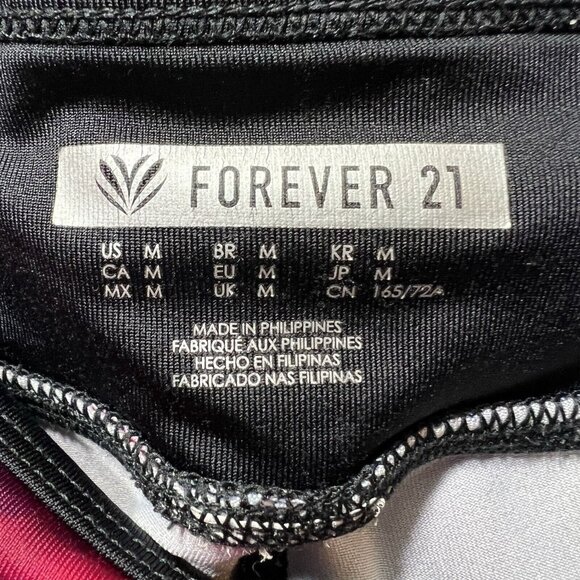 FOREVER 21
US M BR M KR M
CA M EU M JP M
MX M UK M CN 165/72A
MADE IN PHILIPPINES
FABRIQUÉ AUX PHILIPPINES
HECHO EN FILIPINAS
FABRICADO NAS FILIPINAS